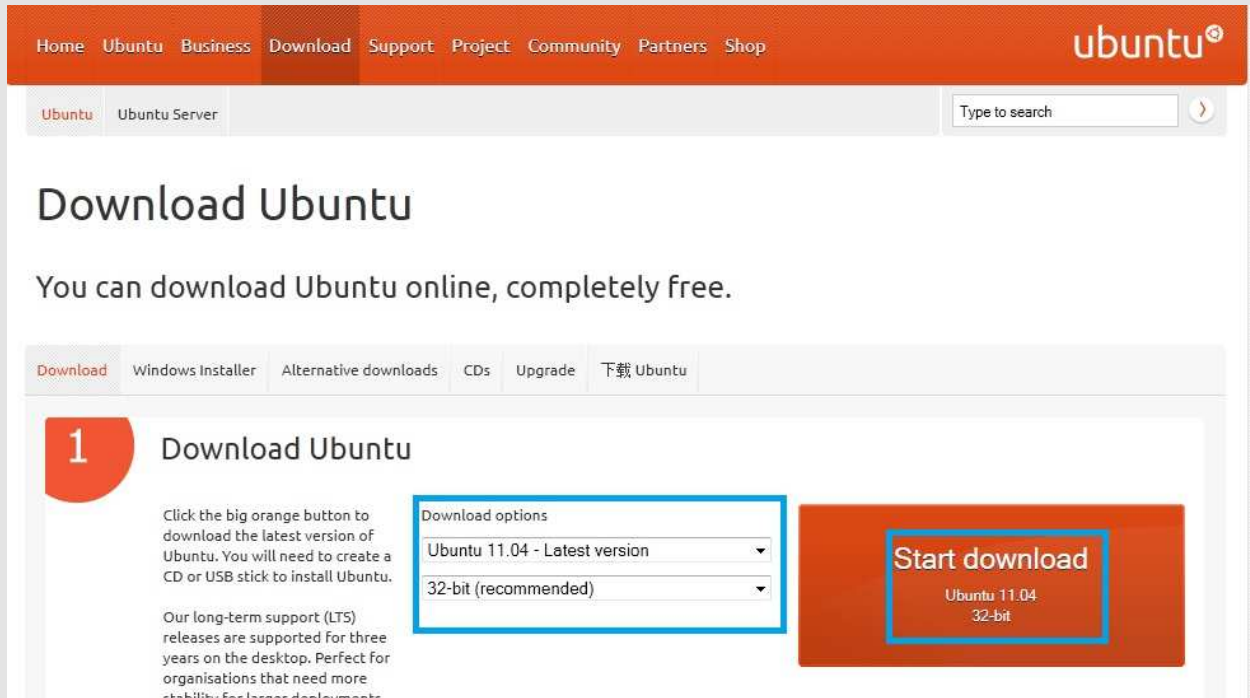 Home Ubuntu Business Download Support Project Community Partners Shop
ubuntu
Ubuntu Ubuntu Server
Type to search
Download Ubuntu
You can download Ubuntu online, completely free.
Download Windows Installer Alternative downloads CDs Upgrade 下载 Ubuntu
1
Download Ubuntu
Click the big orange button to
download the latest version of
Ubuntu. You will need to create a
CD or USB stick to install Ubuntu.
Our long-term support (LTS)
releases are supported for three
years on the desktop. Perfect for
organisations that need more
stability for larger deployments
Download options
Ubuntu 11.04 - Latest version
32-bit (recommended)
Start download
Ubuntu 11.04
32-bit